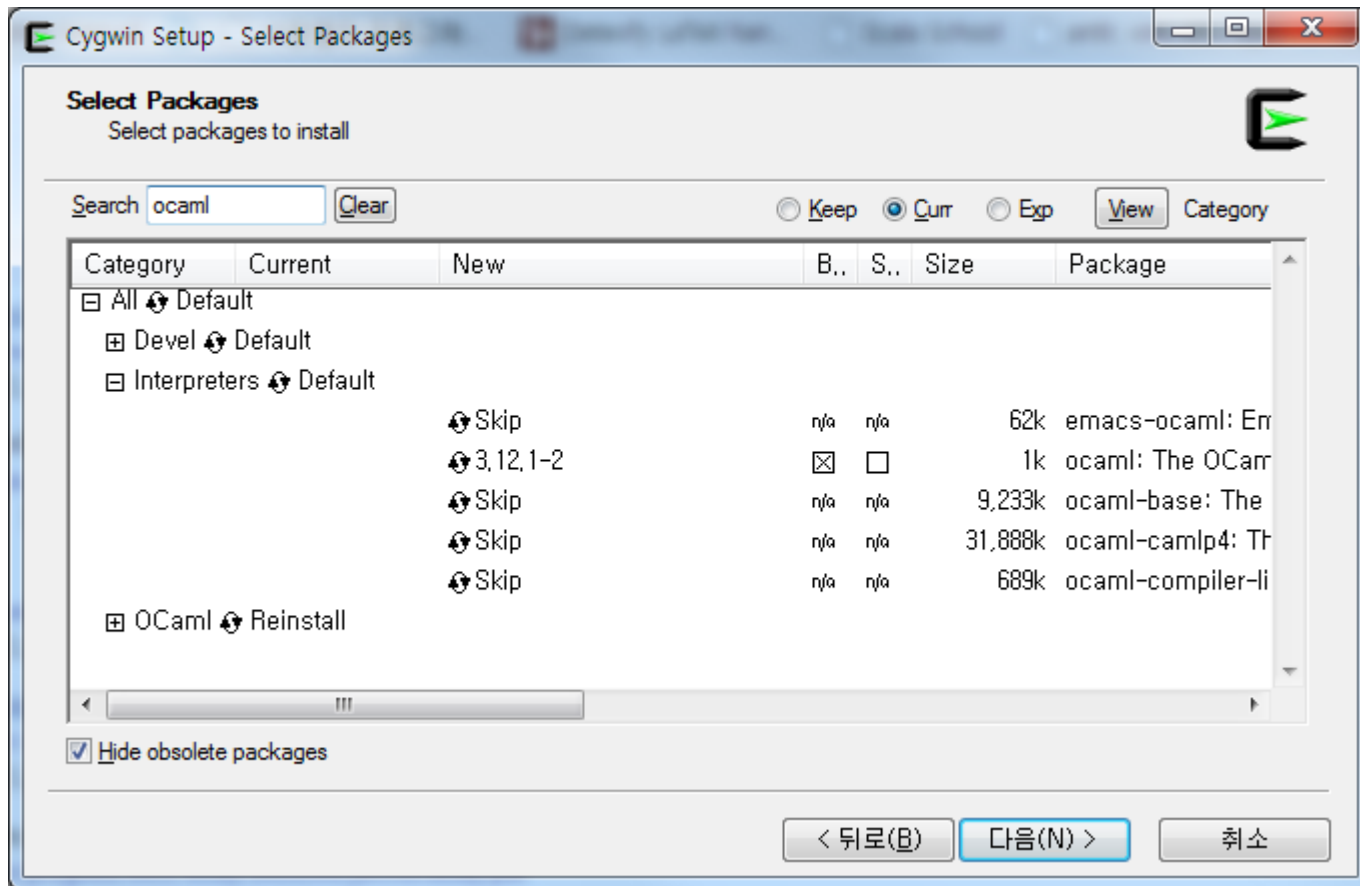 Cygwin Setup - Select Packages
Select Packages
Select packages to install
Search ocaml Clear Keep Curr Exp View Category
Category Current New B.. S.. Size Package
All Default
Devel Default
Interpreters Default
Skip n/a n/a 62k emacs-ocaml: Em
3.12.1-2 1k ocaml: The OCam
Skip n/a n/a 9,233k ocaml-base: The
Skip n/a n/a 31,888k ocaml-camlp4: Th
Skip n/a n/a 689k ocaml-compiler-li
OCaml Reinstall
Hide obsolete packages
< 뒤로(B) 다음(N) > 취소